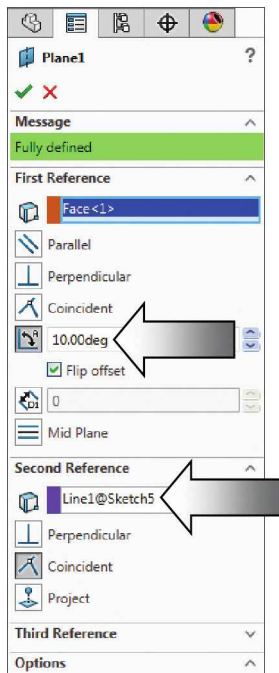 Plane1
?
Message
Fully defined
First Reference
Face<1>
Parallel
Perpendicular
Coincident
10.00deg
Flip offset
D1
0
Mid Plane
Second Reference
Line1@Sketch5
Perpendicular
Coincident
Project
Third Reference
Options